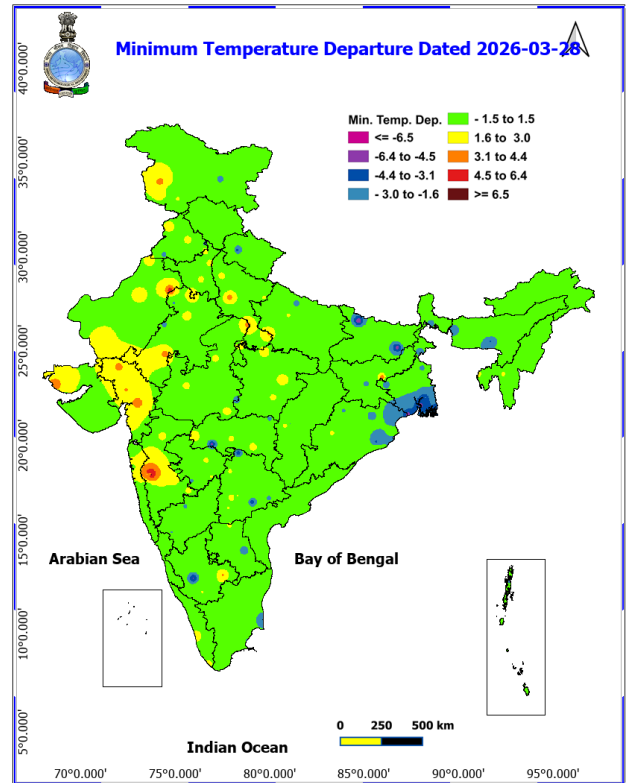 Minimum Temperature Departure Dated 2026-03-28
Min. Temp. Dep.
<= -6.5
-6.4 to -4.5
-4.4 to -3.1
- 3.0 to -1.6
- 1.5 to 1.5
1.6 to 3.0
3.1 to 4.4
4.5 to 6.4
>= 6.5
40°0.000'
35°0.000'
30°0.000'
25°0.000'
20°0.000'
15°0.000'
10°0.000'
5°0.000'
Arabian Sea
Bay of Bengal
0 250 500 km
Indian Ocean
70°0.000' 75°0.000' 80°0.000' 85°0.000' 90°0.000' 95°0.000'